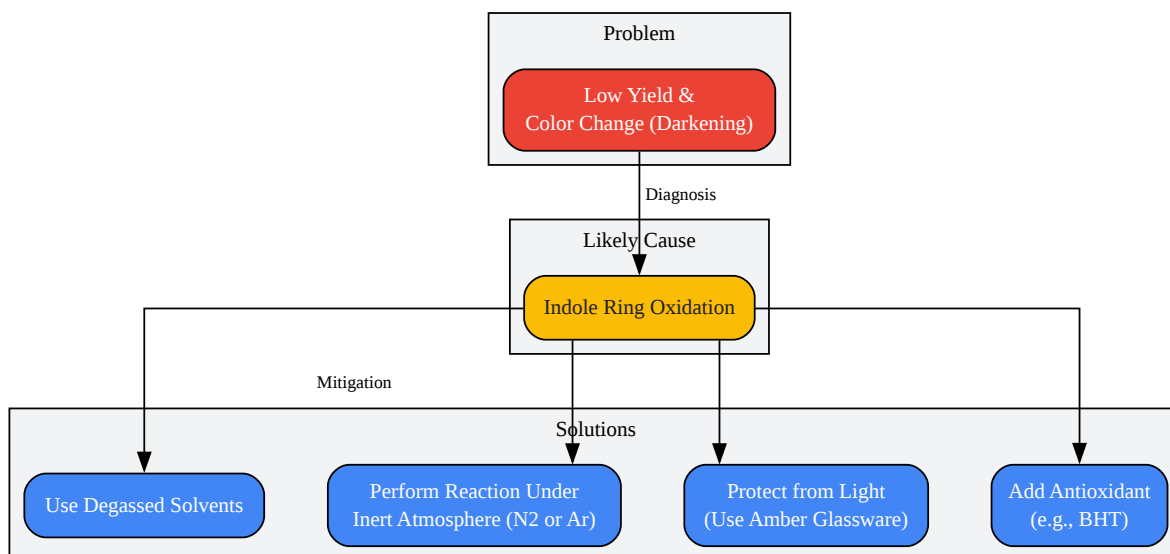 Problem
Low Yield &
Color Change (Darkening)
Diagnosis
Likely Cause
Indole Ring Oxidation
Mitigation
Solutions
Use Degassed Solvents
Perform Reaction Under
Inert Atmosphere (N2 or Ar)
Protect from Light
(Use Amber Glassware)
Add Antioxidant
(e.g., BHT)